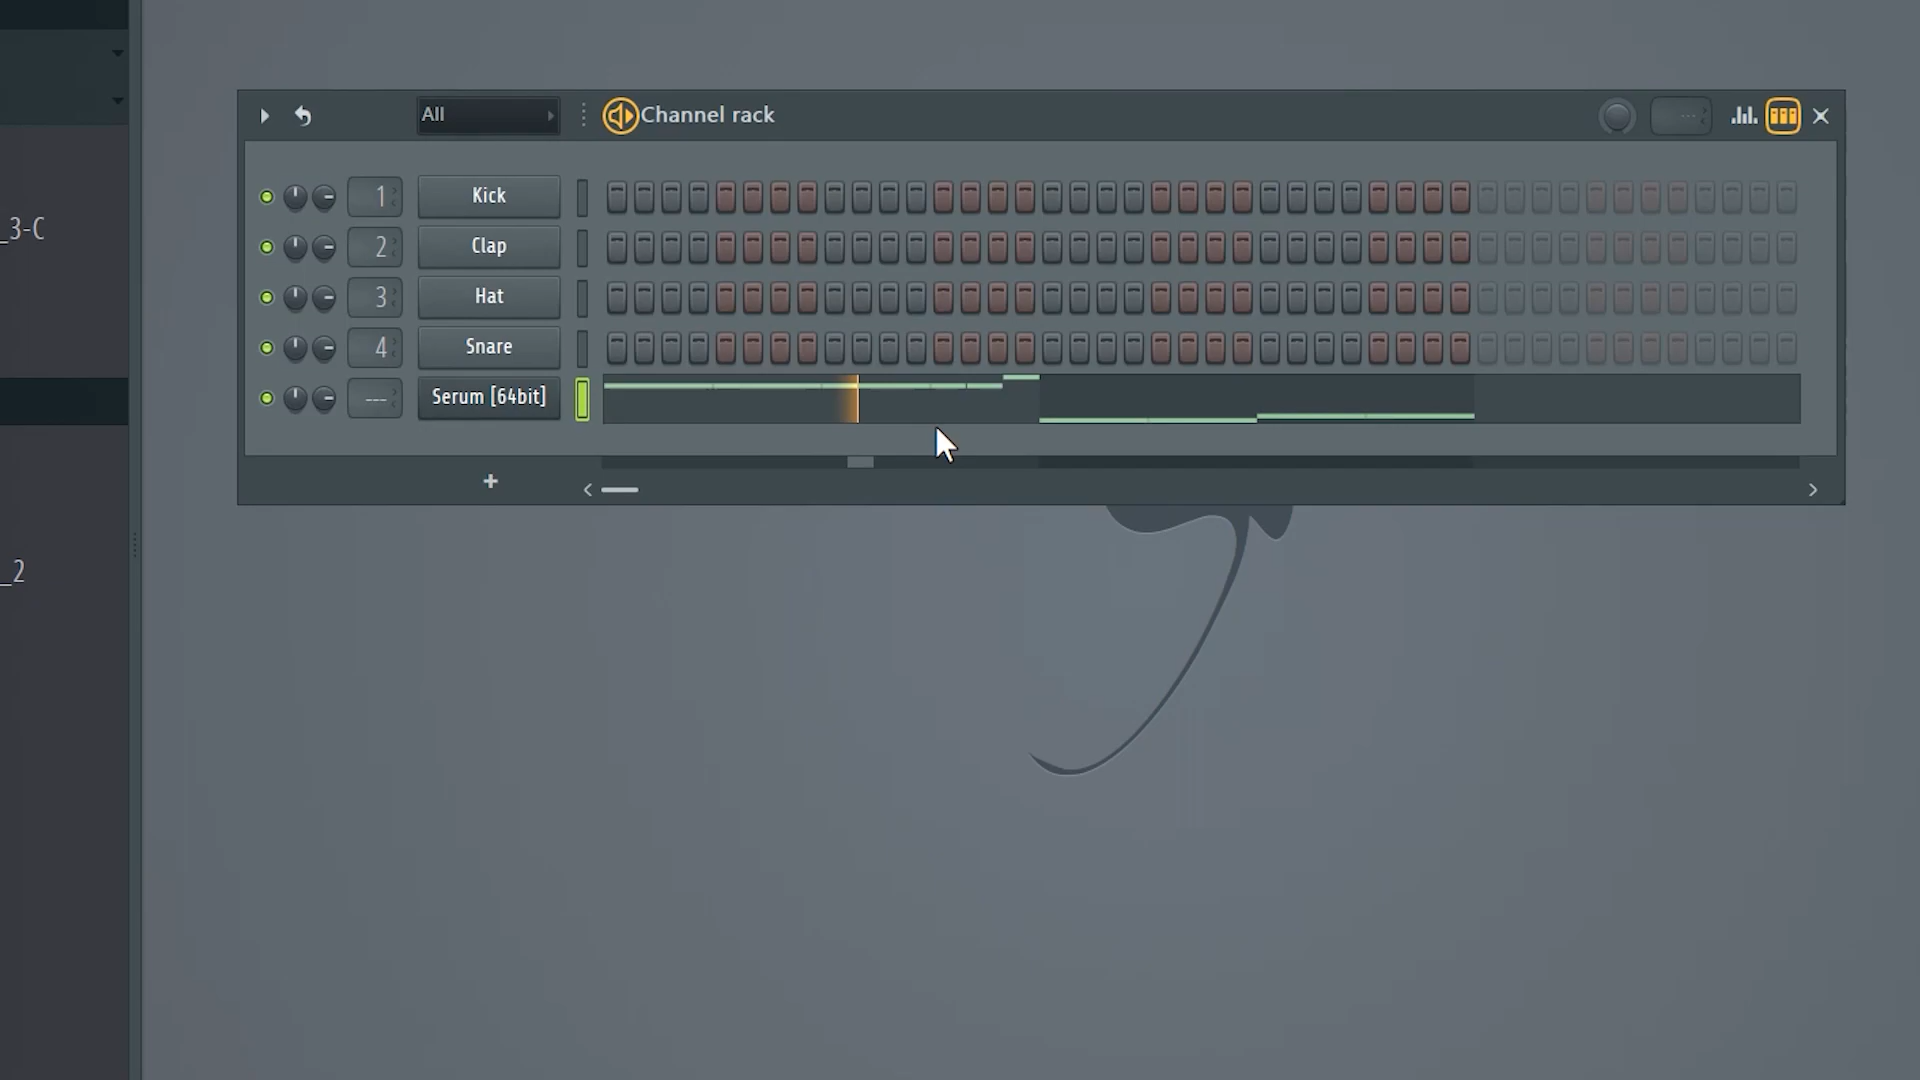 All
Channel rack
1 Kick
2 Clap
3 Hat
4 Snare
--- Serum [64bit]
+
_3-C
_2